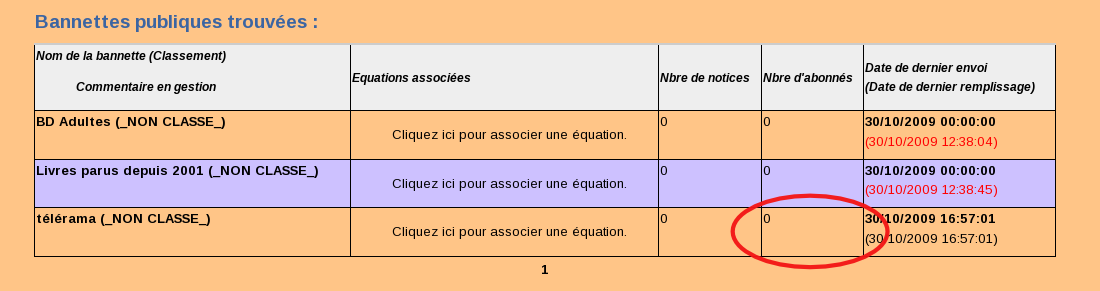 Bannettes publiques trouvées :
Nom de la bannette (Classement)
Commentaire en gestion
Equations associées
Nbre de notices
Nbre d'abonnés
Date de dernier envoi
(Date de dernier remplissage)
BD Adultes (_NON CLASSE_)
Cliquez ici pour associer une équation.
0
0
30/10/2009 00:00:00
(30/10/2009 12:38:04)
Livres parus depuis 2001 (_NON CLASSE_)
Cliquez ici pour associer une équation.
0
0
30/10/2009 00:00:00
(30/10/2009 12:38:45)
télérama (_NON CLASSE_)
Cliquez ici pour associer une équation.
0
0
30/10/2009 16:57:01
(30/10/2009 16:57:01)
1